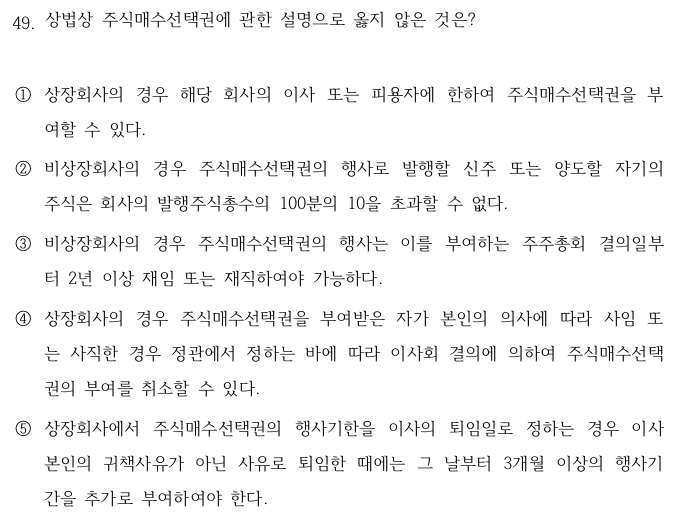 49. 상법상 주식매수선택권에 관한 설명으로 옳지 않은 것은?
① 상장회사의 경우 해당 회사의 이사 또는 피용자에 한하여 주식매수선택권을 부
여할 수 있다.
② 비상장회사의 경우 주식매수선택권의 행사로 발행할 신주 또는 양도할 자기의
주식은 회사의 발행주식총수의 100분의 10을 초과할 수 없다.
③ 비상장회사의 경우 주식매수선택권의 행사는 이를 부여하는 주주총회 결의일부
터 2년 이상 재임 또는 재직하여야 가능하다.
④ 상장회사의 경우 주식매수선택권을 부여받은 자가 본인의 의사에 따라 사임 또
는 사직한 경우 정관에서 정하는 바에 따라 이사회 결의에 의하여 주식매수선택
권의 부여를 취소할 수 있다.
⑤ 상장회사에서 주식매수선택권의 행사기한을 이사의 퇴임일로 정하는 경우 이사
본인의 귀책사유가 아닌 사유로 퇴임한 때에는 그 날부터 3개월 이상의 행사기
간을 추가로 부여하여야 한다.